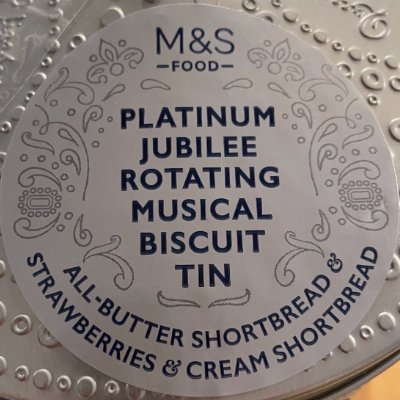 M&S
FOOD
PLATINUM
JUBILEE
ROTATING
MUSICAL
BISCUIT
TIN
ALL-BUTTER SHORTBREAD &
STRAWBERRIES & CREAM SHORTBREAD